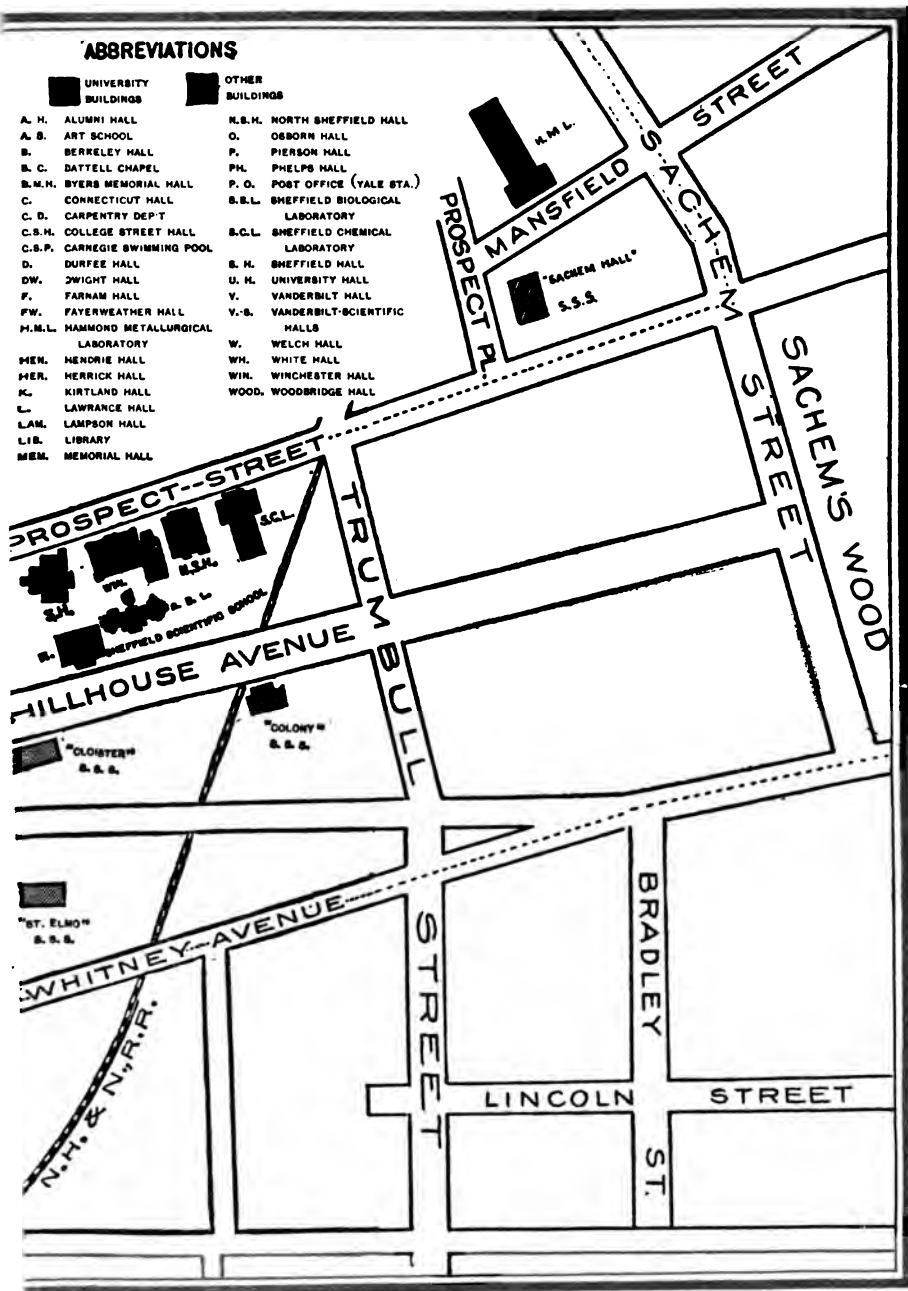 ABBREVIATIONS
UNIVERSITY
BUILDINGS
OTHER
BUILDINGS
A. H. ALUMNI HALL
A. S. ART SCHOOL
B. BERKELEY HALL
B. C. BATTELL CHAPEL
B.M.H. BYERS MEMORIAL HALL
C. CONNECTICUT HALL
C. D. CARPENTRY DEP'T
C.S.H. COLLEGE STREET HALL
C.S.P. CARNEGIE SWIMMING POOL
D. DURFEE HALL
DW. DWIGHT HALL
F. FARNAM HALL
FW. FAYERWEATHER HALL
H.M.L. HAMMOND METALLURGICAL
LABORATORY
HEN. HENDRIE HALL
HER. HERRICK HALL
K. KIRTLAND HALL
L. LAWRANCE HALL
LAM. LAMPSON HALL
LIB. LIBRARY
MEM. MEMORIAL HALL
N.S.H. NORTH SHEFFIELD HALL
O. OSBORN HALL
P. PIERSON HALL
PH. PHELPS HALL
P. O. POST OFFICE (YALE STA.)
S.B.L. SHEFFIELD BIOLOGICAL
LABORATORY
S.C.L. SHEFFIELD CHEMICAL
LABORATORY
S. H. SHEFFIELD HALL
U. H. UNIVERSITY HALL
V. VANDERBILT HALL
V.-S. VANDERBILT-SCIENTIFIC
HALLS
W. WELCH HALL
WH. WHITE HALL
WIN. WINCHESTER HALL
WOOD. WOODBRIDGE HALL
H.M.L.
MANSFIELD STREET
PROSPECT PL.
"SACHEM HALL"
S.S.S.
SACHEM STREET
SACHEM'S WOOD
PROSPECT--STREET
S.C.L.
N.S.H.
WIN.
S.H.
S. B. L.
K.
SHEFFIELD SCIENTIFIC SCHOOL
TRUMBULL STREET
HILLHOUSE AVENUE
"COLONY"
S. S. S.
"CLOISTER"
S. S. S.
"ST. ELMO"
S. S. S.
WHITNEY AVENUE
N.H. & N.R.R.
BRADLEY ST.
LINCOLN STREET